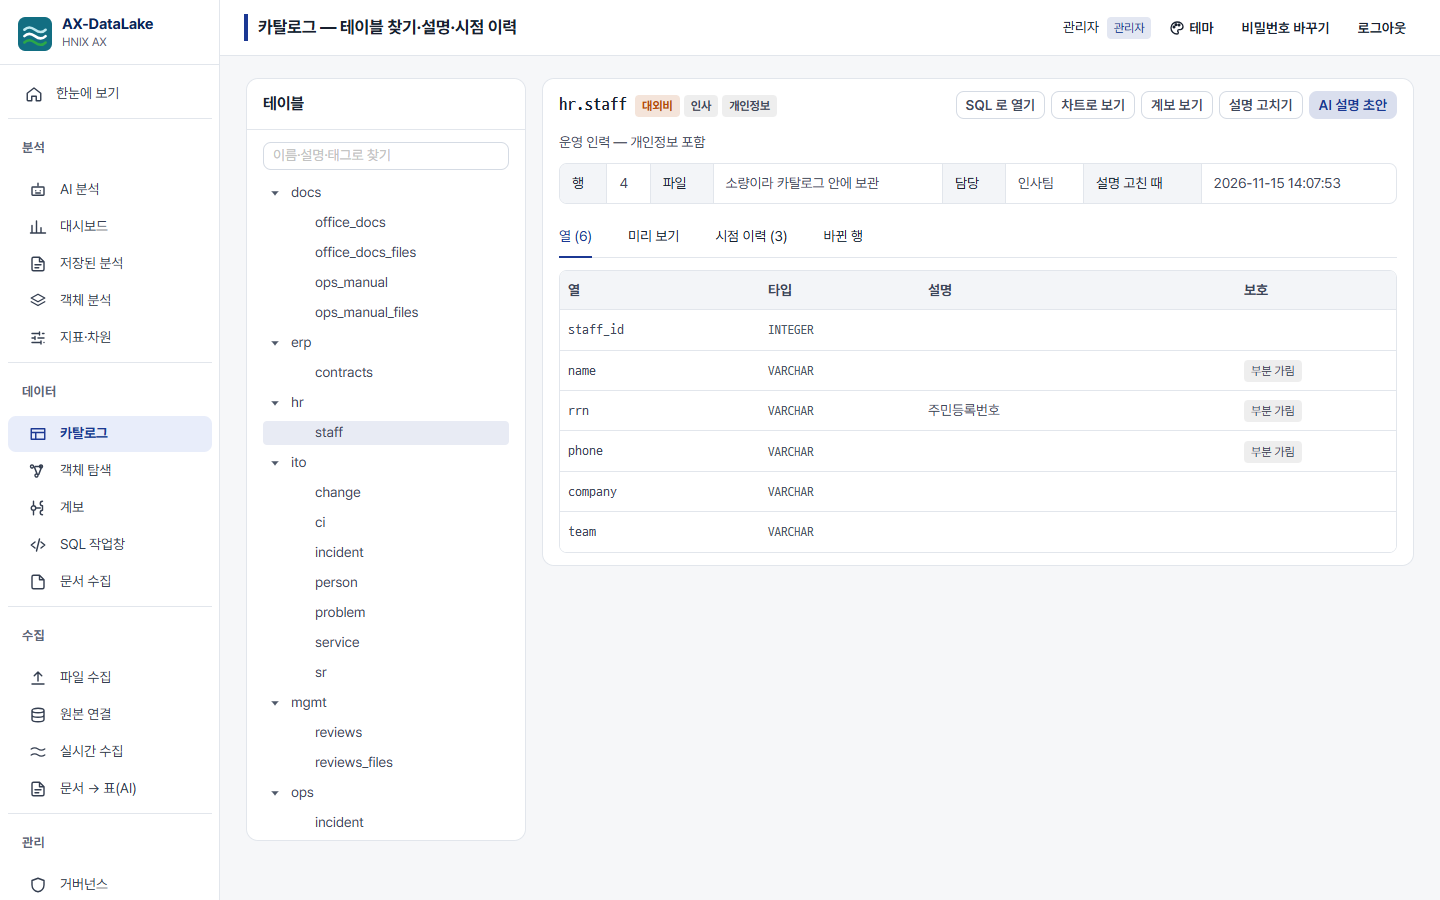 AX-DataLake
HNIX AX
한눈에 보기
분석
AI 분석
대시보드
저장된 분석
객체 분석
지표·차원
데이터
카탈로그
객체 탐색
계보
SQL 작업창
문서 수집
수집
파일 수집
원본 연결
실시간 수집
문서 → 표(AI)
관리
거버넌스
카탈로그 — 테이블 찾기·설명·시점 이력
관리자 관리자 테마 비밀번호 바꾸기 로그아웃
테이블
이름·설명·태그로 찾기
docs
office_docs
office_docs_files
ops_manual
ops_manual_files
erp
contracts
hr
staff
ito
change
ci
incident
person
problem
service
sr
mgmt
reviews
reviews_files
ops
incident
hr.staff 대외비 인사 개인정보 SQL 로 열기 차트로 보기 계보 보기 설명 고치기 AI 설명 초안
운영 인력 — 개인정보 포함
행 4 파일 소량이라 카탈로그 안에 보관 담당 인사팀 설명 고친 때 2026-11-15 14:07:53
열 (6) 미리 보기 시점 이력 (3) 바뀐 행
열 타입 설명 보호
staff_id INTEGER
name VARCHAR 부분 가림
rrn VARCHAR 주민등록번호 부분 가림
phone VARCHAR 부분 가림
company VARCHAR
team VARCHAR